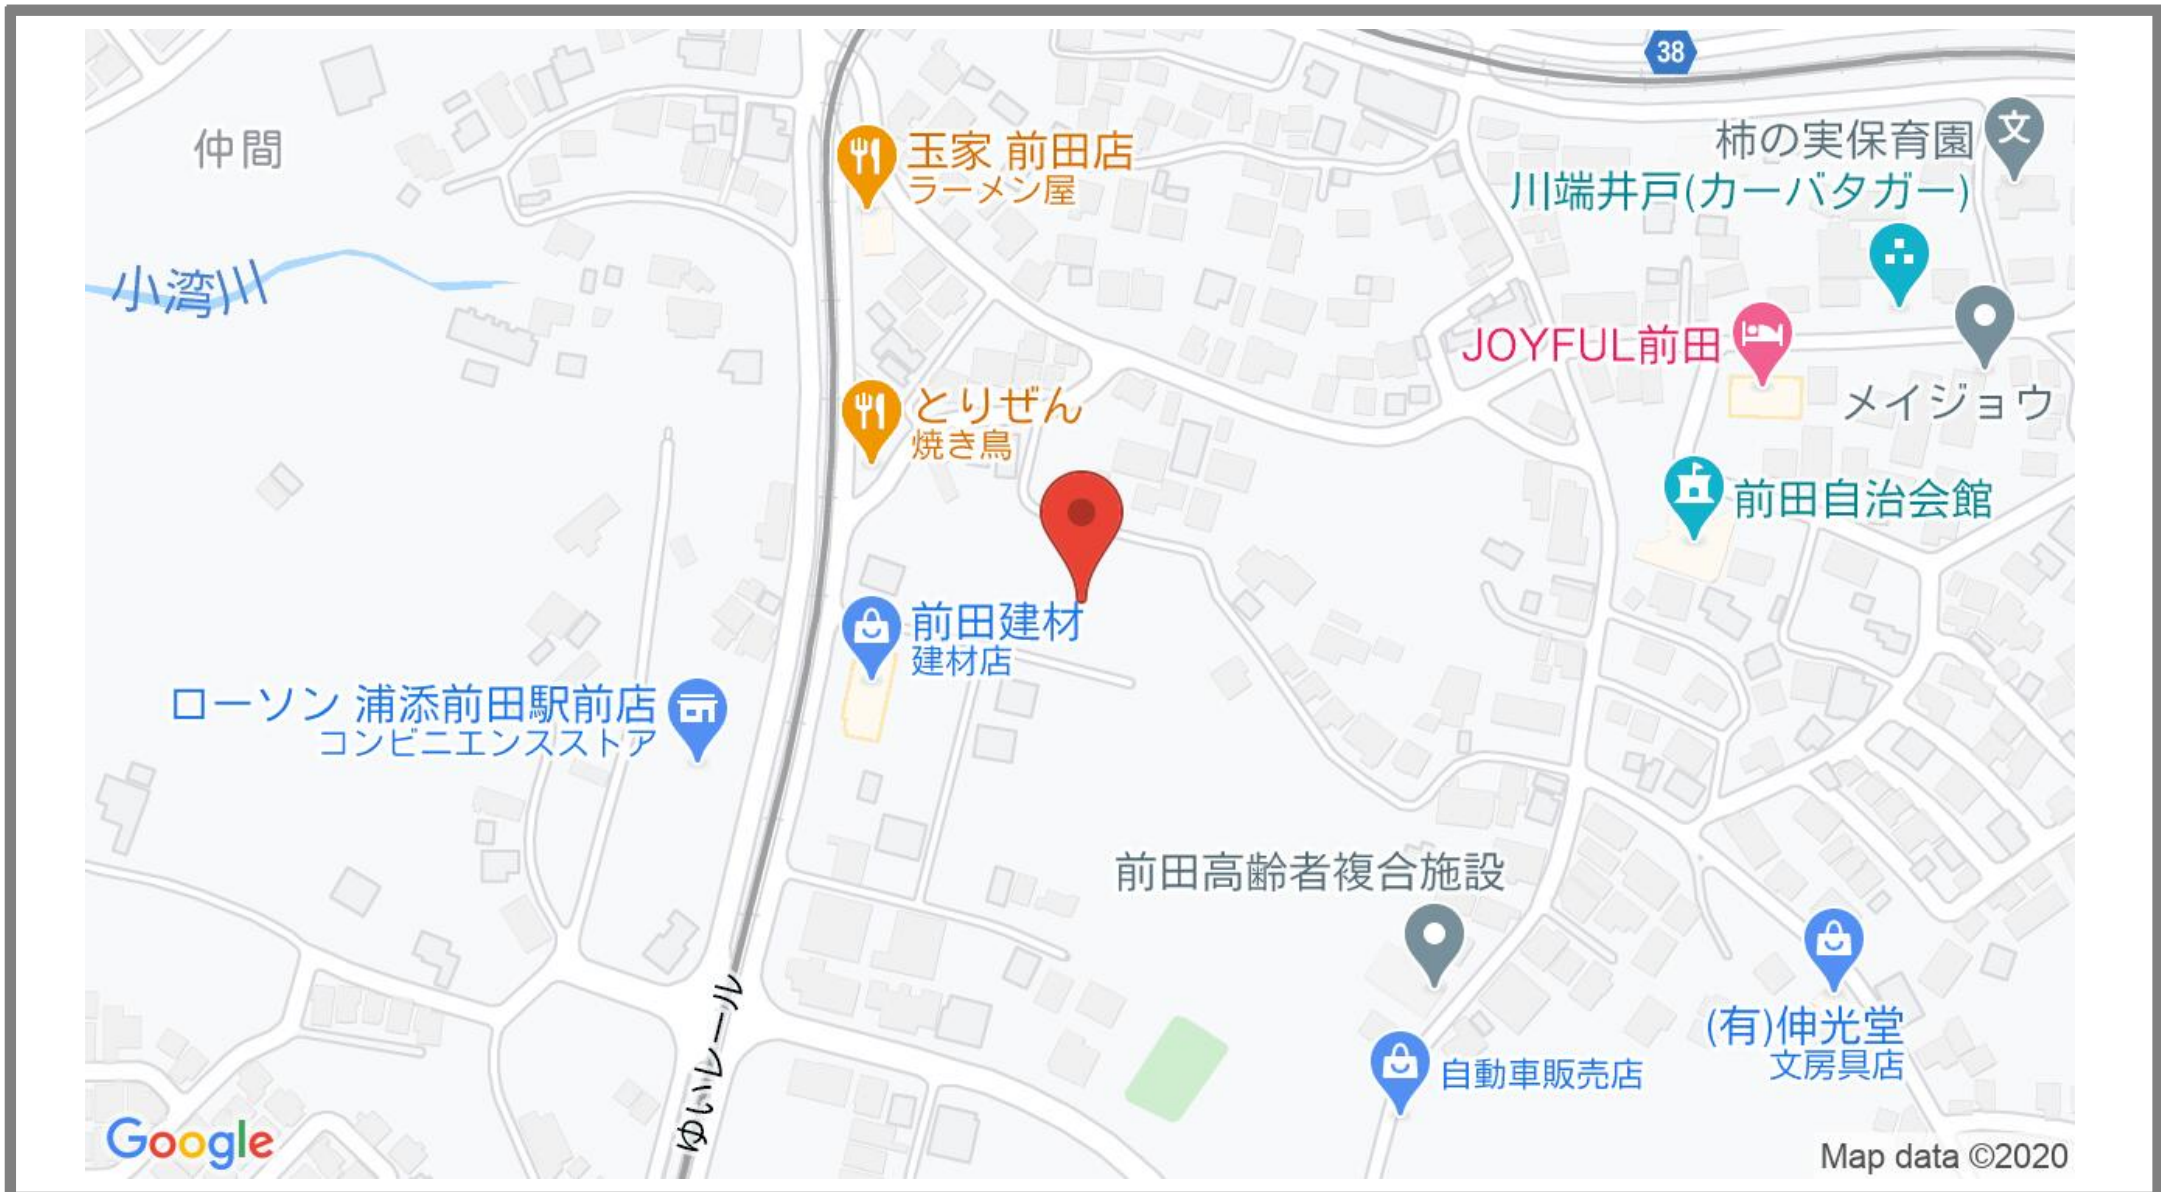 38
仲間
玉家 前田店
ラーメン屋
柿の実保育園
川端井戸(カーバタガー)
小湾川
JOYFUL前田
メイジョウ
とりぜん
焼き鳥
前田自治会館
前田建材
建材店
ローソン 浦添前田駅前店
コンビニエンスストア
前田高齢者複合施設
ゆいレール
(有)伸光堂
文房具店
自動車販売店
Google
Map data ©2020